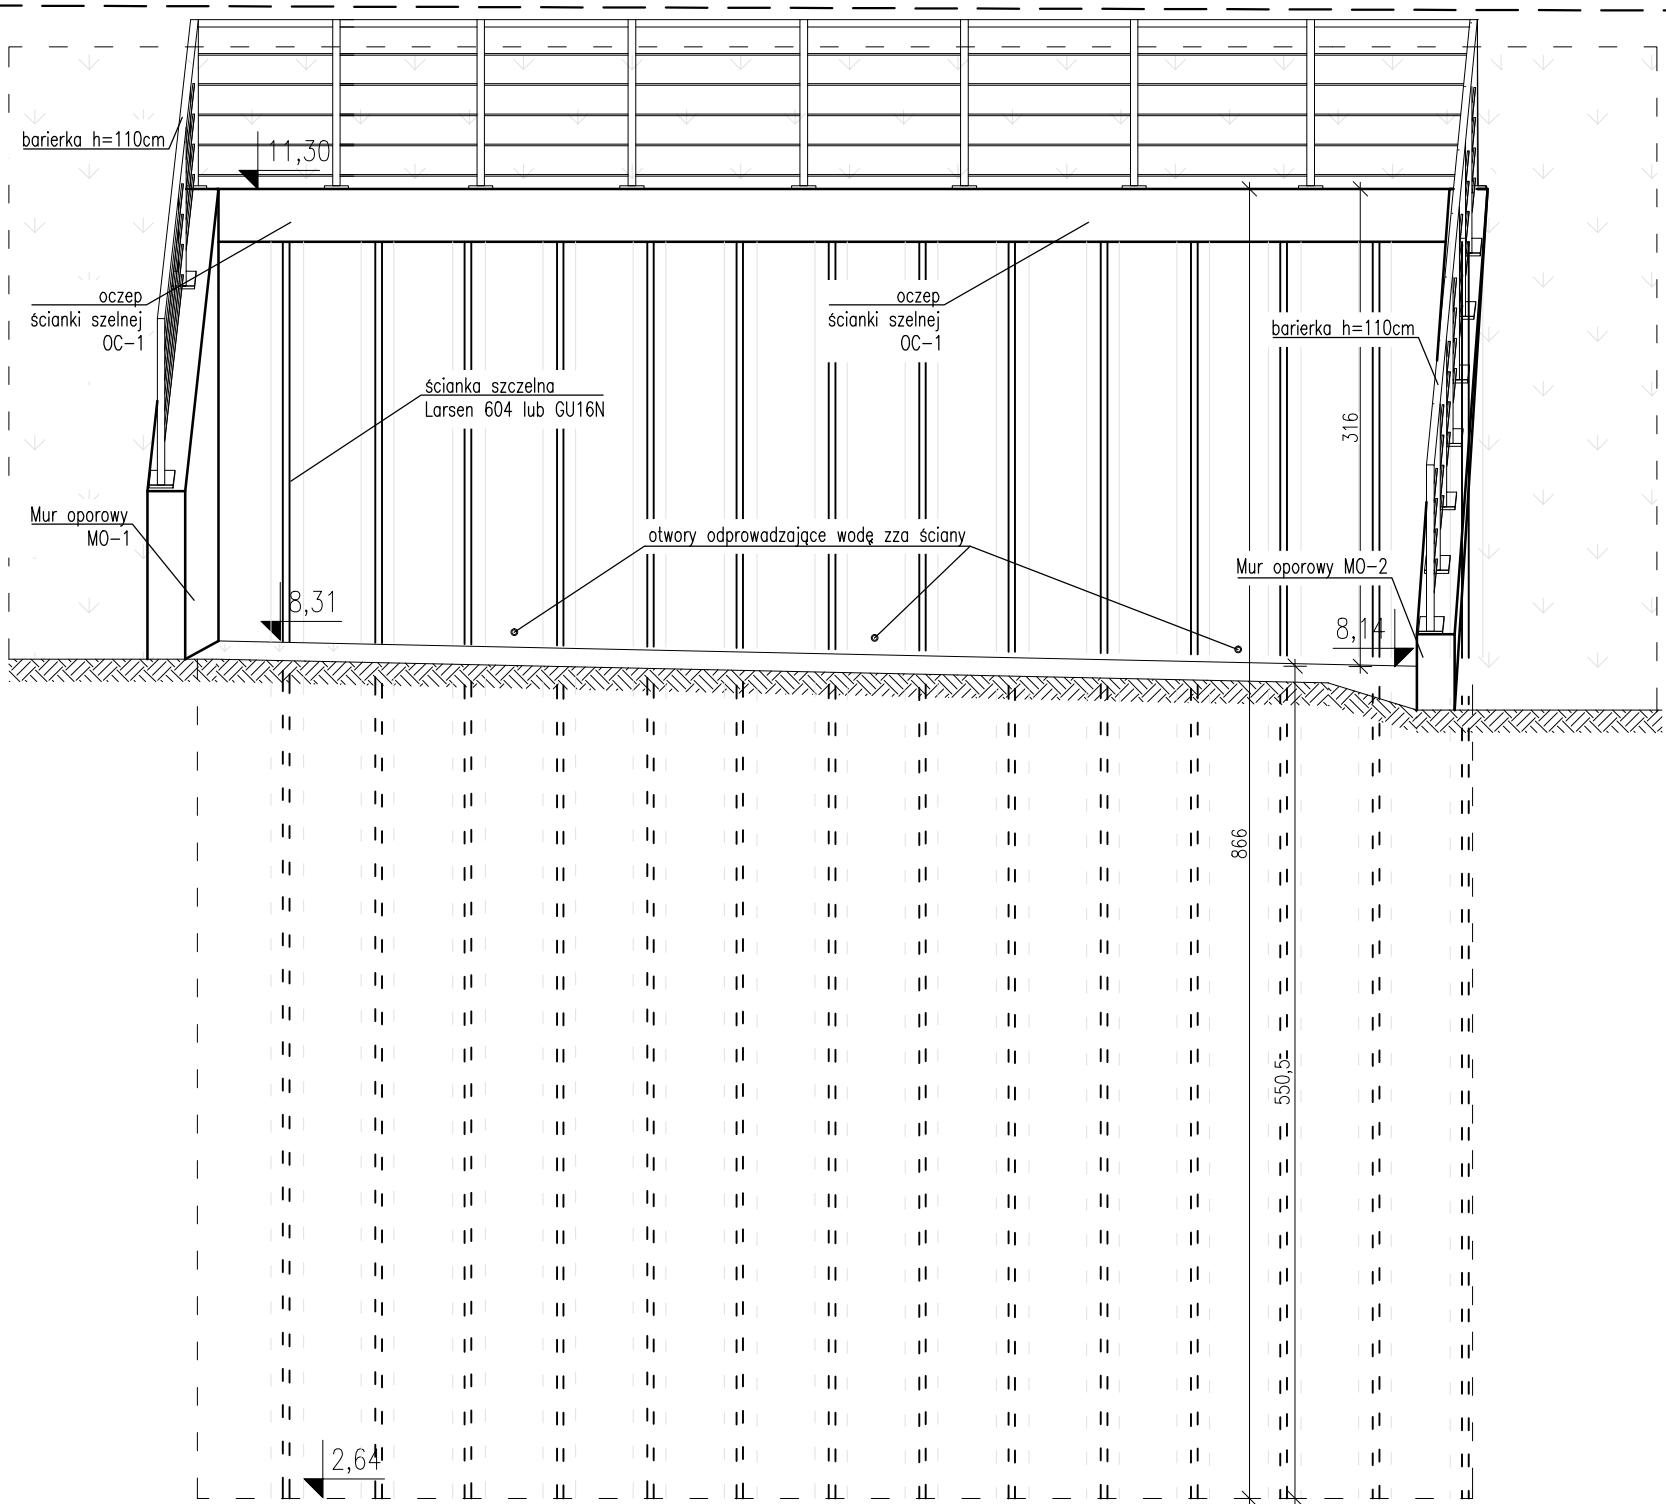 barierka h=110cm
11,30
oczep
ścianki szelnej
OC-1
oczep
ścianki szelnej
OC-1
barierka h=110cm
ścianka szczelna
Larsen 604 lub GU16N
316
Mur oporowy
MO-1
otwory odprowadzające wodę zza ściany
Mur oporowy MO-2
8,31
8,14
866
550,5
2,64